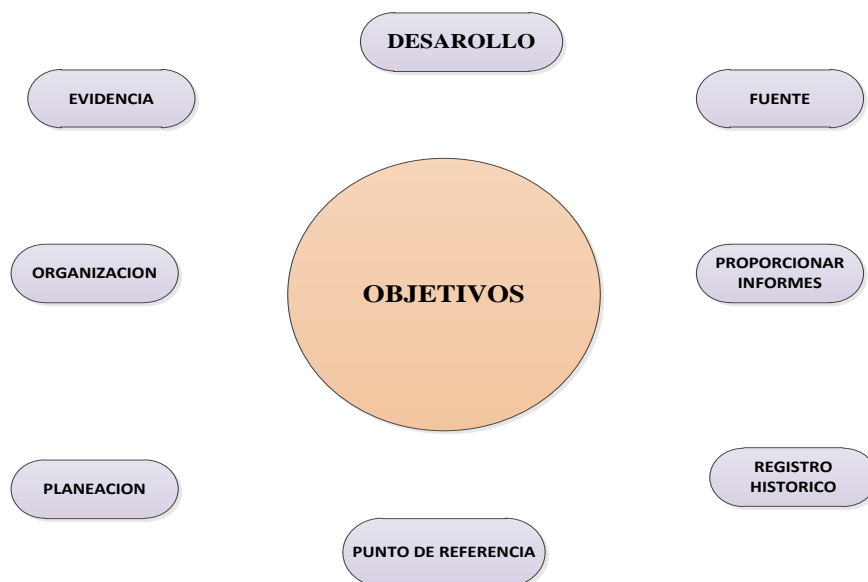 DESAROLLO
EVIDENCIA
FUENTE
ORGANIZACION
PROPORCIONAR
INFORMES
OBJETIVOS
PLANEACION
REGISTRO
HISTORICO
PUNTO DE REFERENCIA